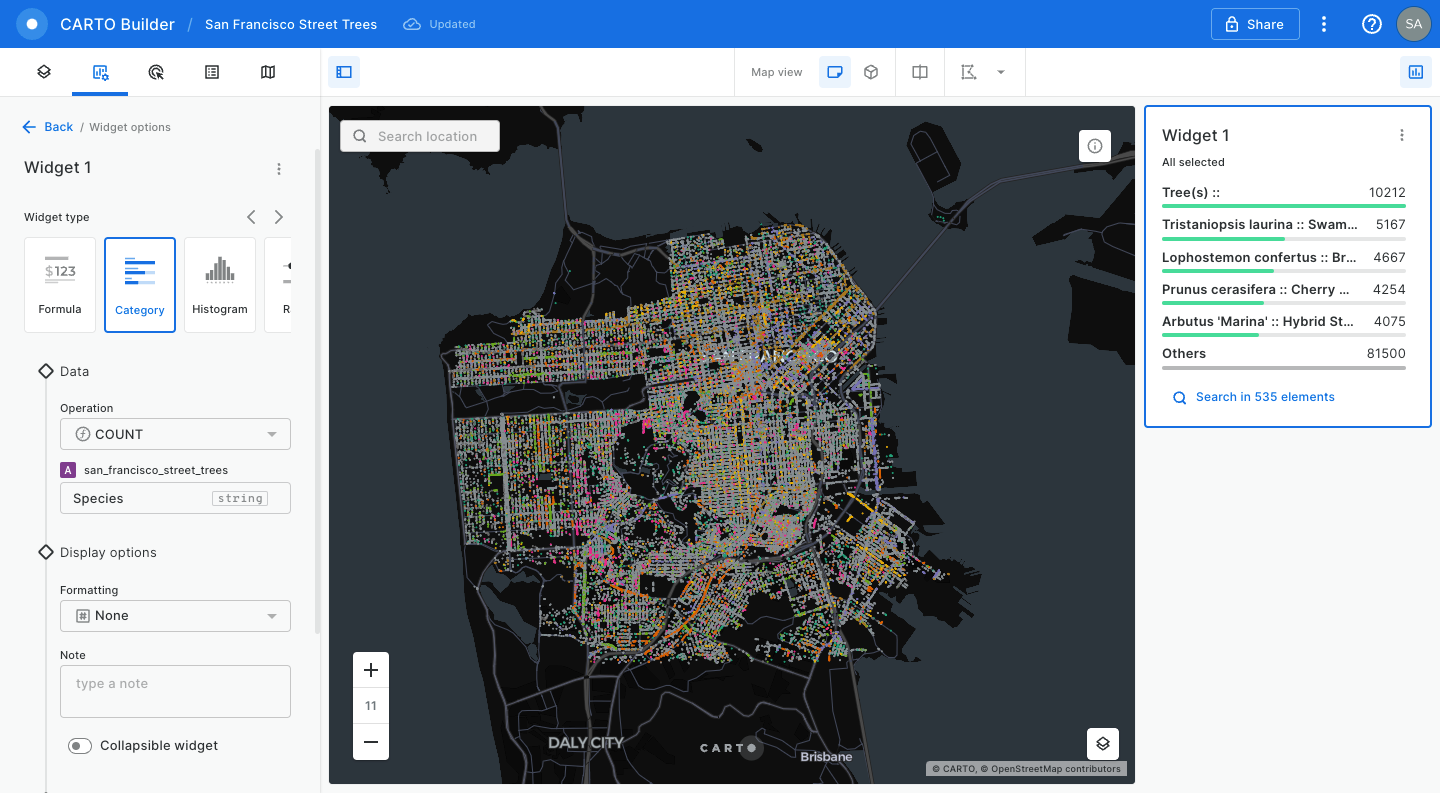 CARTO Builder / San Francisco Street Trees Updated Share SA
Map view
Back / Widget options
Widget 1
Widget type
$123
Formula
Category
Histogram
R
Data
Operation
COUNT
A san_francisco_street_trees
Species string
Display options
Formatting
# None
Note
type a note
Collapsible widget
Search location
SAN FRANCISCO
+
11
−
DALY CITY
CARTO
Brisbane
© CARTO, © OpenStreetMap contributors
Widget 1
All selected
Tree(s) :: 10212
Tristaniopsis laurina :: Swam... 5167
Lophostemon confertus :: Br... 4667
Prunus cerasifera :: Cherry ... 4254
Arbutus 'Marina' :: Hybrid St... 4075
Others 81500
Search in 535 elements